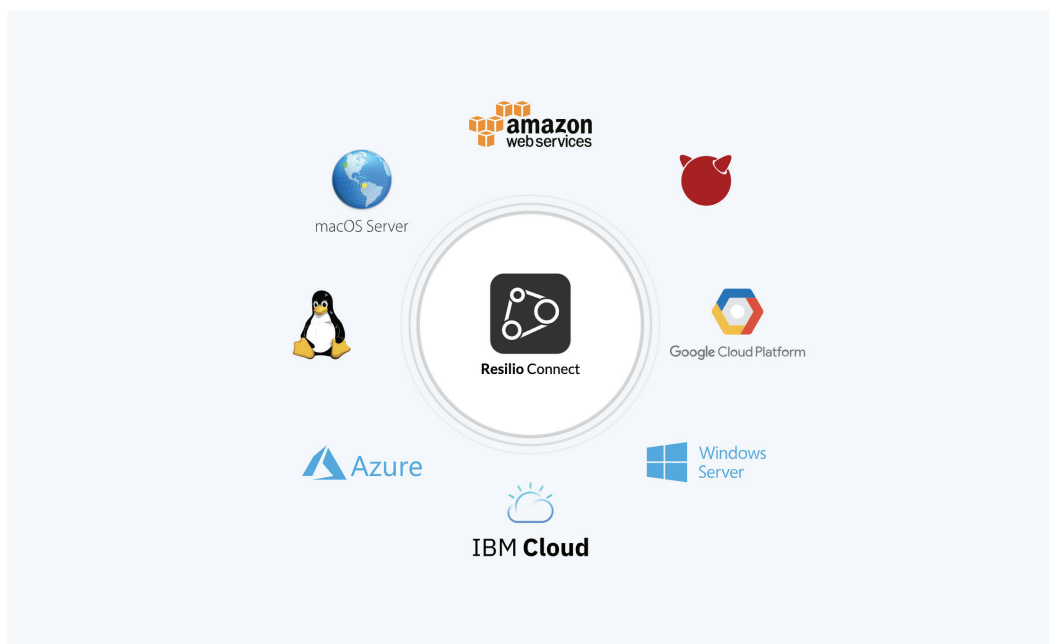 amazon
web services
macOS Server
Resilio Connect
Google Cloud Platform
Azure
Windows
Server
IBM Cloud